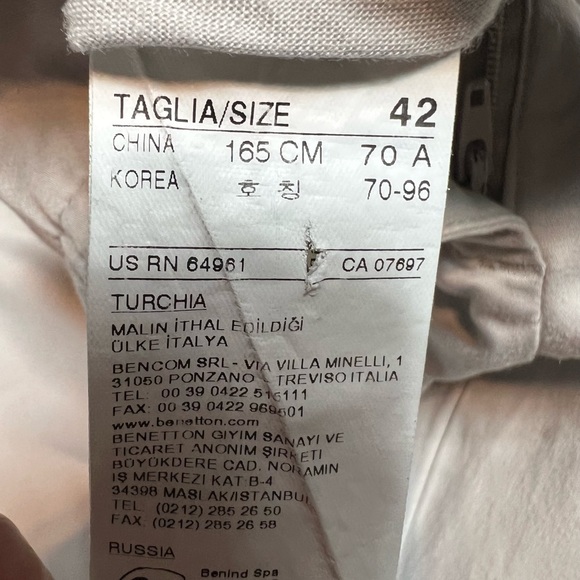 TAGLIA/SIZE 42
CHINA 165 CM 70 A
KOREA 호 칭 70-96
US RN 64961 CA 07697
TURCHIA
MALIN İTHAL EDİLDİĞİ
ÜLKE İTALYA
BENCOM SRL- VIA VILLA MINELLI, 1
31050 PONZANO TREVISO ITALIA
TEL: 00 39 0422 519111
FAX: 00 39 0422 969501
www.benetton.com
BENETTON GIYIM SANAYI VE
TICARET ANONIM ŞIRKETI
BÜYÜKDERE CAD. NORAMIN
IŞ MERKEZI KAT B-4
34398 MASLAK/ISTANBUL
TEL (0212) 285 26 50
FAX (0212) 285 26 58
RUSSIA
Benind Spa